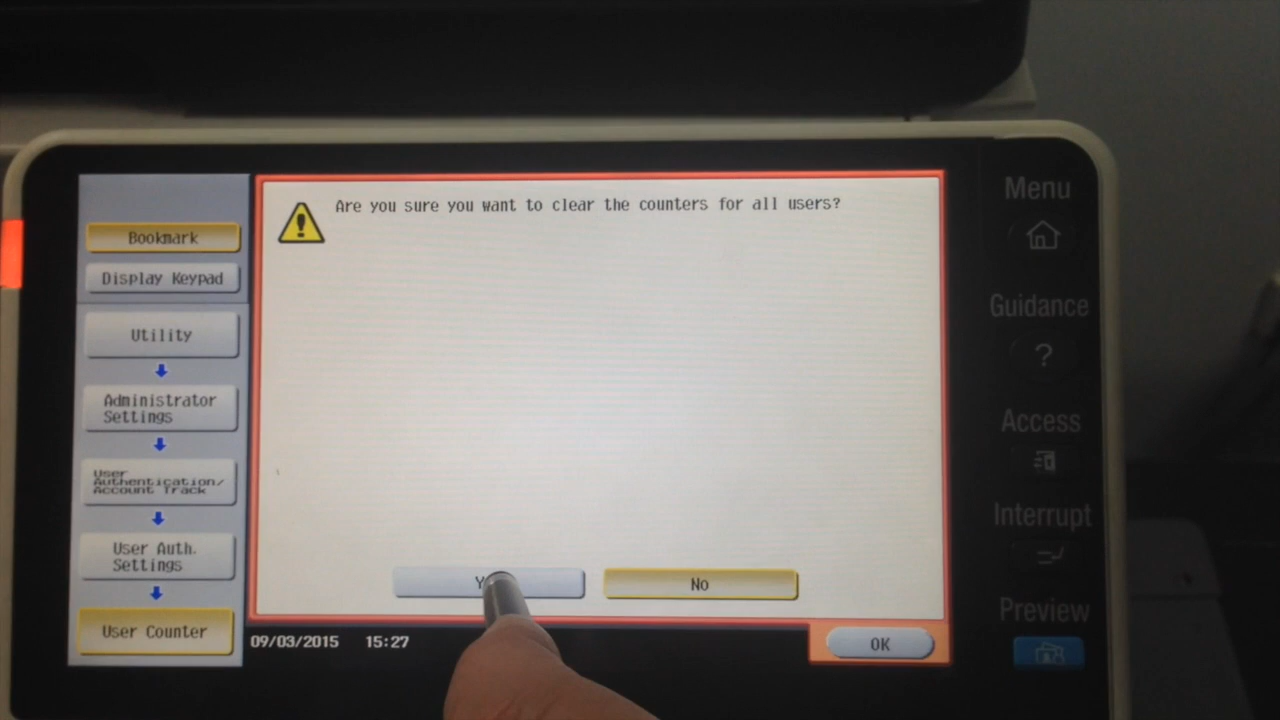 Are you sure you want to clear the counters for all users?
Bookmark
Display Keypad
Utility
Administrator
Settings
User
Authentication/
Account Track
User Auth.
Settings
User Counter
No
09/03/2015 15:27
OK
Menu
Guidance
?
Access
Interrupt
Preview